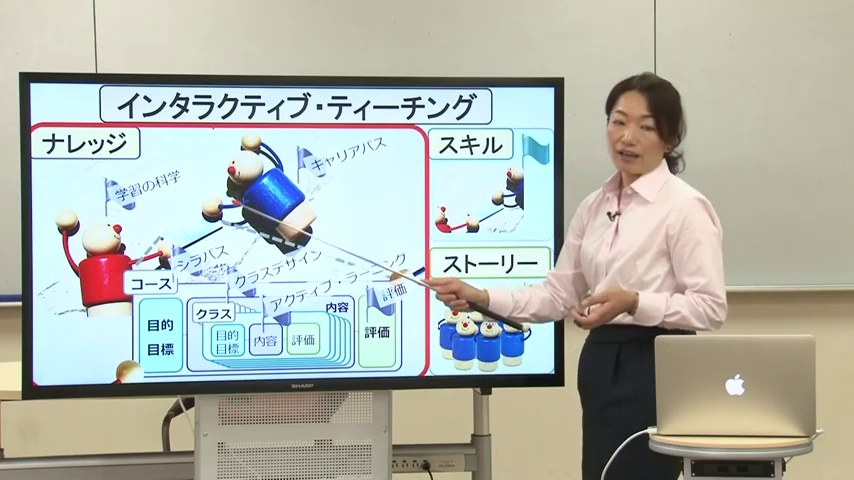 インタラクティブ・ティーチング
ナレッジ
スキル
学習の科学
キャリアパス
シラバス
クラスデザイン
アクティブ・ラーニング
評価
ストーリー
コース
目的
目標
クラス
目的
目標
内容
評価
内容
評価
SHARP